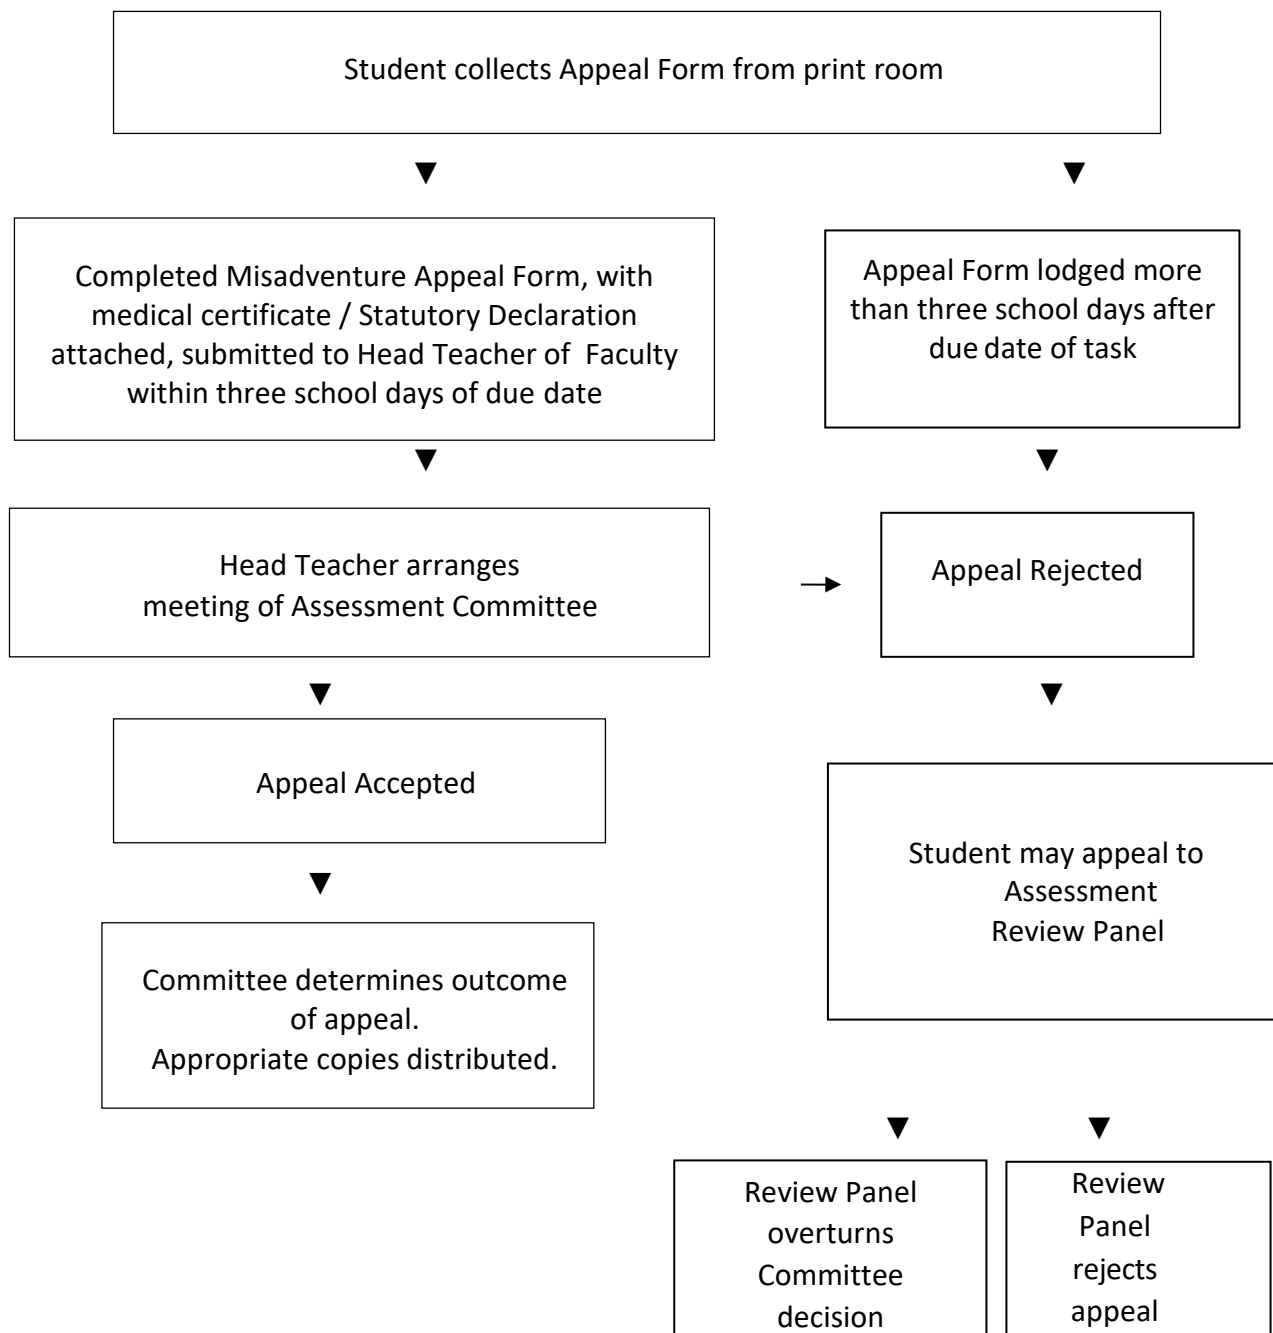 Student collects Appeal Form from print room
Completed Misadventure Appeal Form, with
medical certificate / Statutory Declaration
attached, submitted to Head Teacher of Faculty
within three school days of due date
Appeal Form lodged more
than three school days after
due date of task
Head Teacher arranges
meeting of Assessment Committee
Appeal Rejected
Appeal Accepted
Student may appeal to
Assessment
Review Panel
Committee determines outcome
of appeal.
Appropriate copies distributed.
Review Panel
overturns
Committee
decision
Review
Panel
rejects
appeal